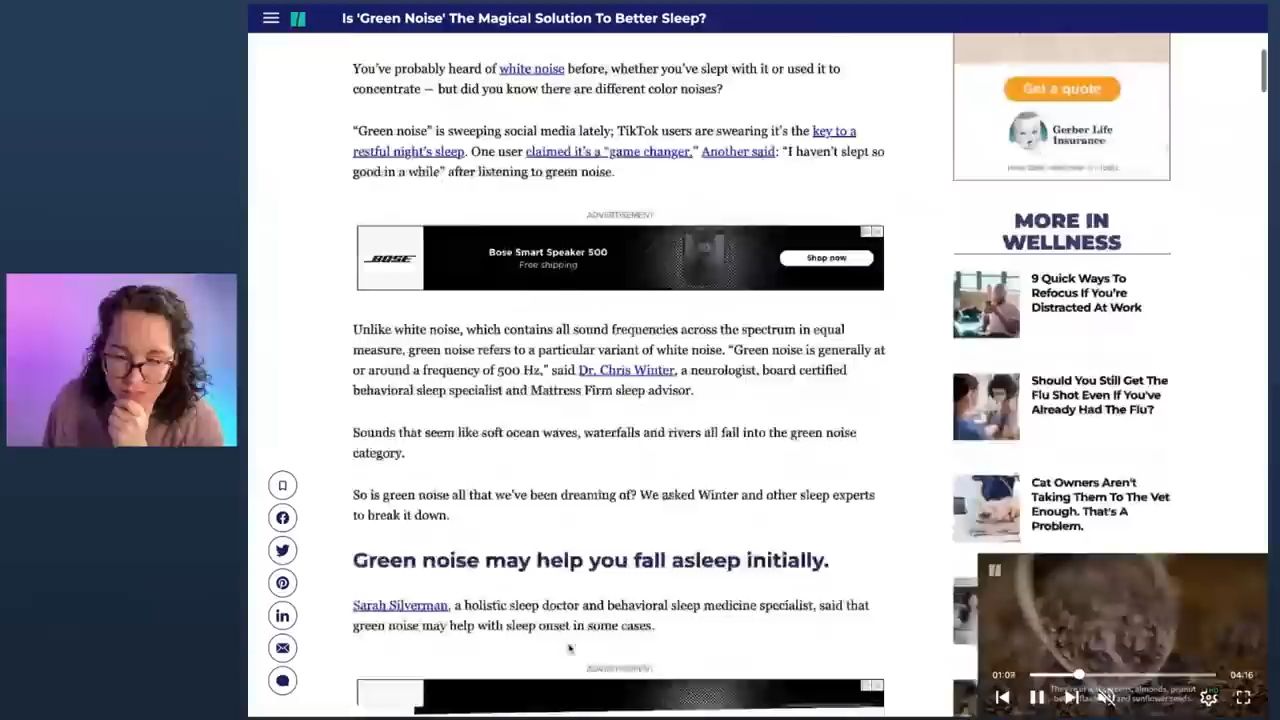 Is 'Green Noise' The Magical Solution To Better Sleep?
You've probably heard of white noise before, whether you've slept with it or used it to
concentrate — but did you know there are different color noises?
“Green noise” is sweeping social media lately; TikTok users are swearing it's the key to a
restful night's sleep. One user claimed it's a “game changer.” Another said: “I haven't slept so
good in a while” after listening to green noise.
ADVERTISEMENT
BOSE
Bose Smart Speaker 500
Free shipping
Shop now
Unlike white noise, which contains all sound frequencies across the spectrum in equal
measure, green noise refers to a particular variant of white noise. “Green noise is generally at
or around a frequency of 500 Hz,” said Dr. Chris Winter, a neurologist, board certified
behavioral sleep specialist and Mattress Firm sleep advisor.
Sounds that seem like soft ocean waves, waterfalls and rivers all fall into the green noise
category.
So is green noise all that we've been dreaming of? We asked Winter and other sleep experts
to break it down.
Green noise may help you fall asleep initially.
Sarah Silverman, a holistic sleep doctor and behavioral sleep medicine specialist, said that
green noise may help with sleep onset in some cases.
ADVERTISEMENT
Get a quote
Gerber Life
Insurance
MORE IN
WELLNESS
9 Quick Ways To
Refocus If You're
Distracted At Work
Should You Still Get The
Flu Shot Even If You've
Already Had The Flu?
Cat Owners Aren't
Taking Them To The Vet
Enough. That's A
Problem.
01:09
04:16
HD
almonds, peanut
and sunflower seeds.